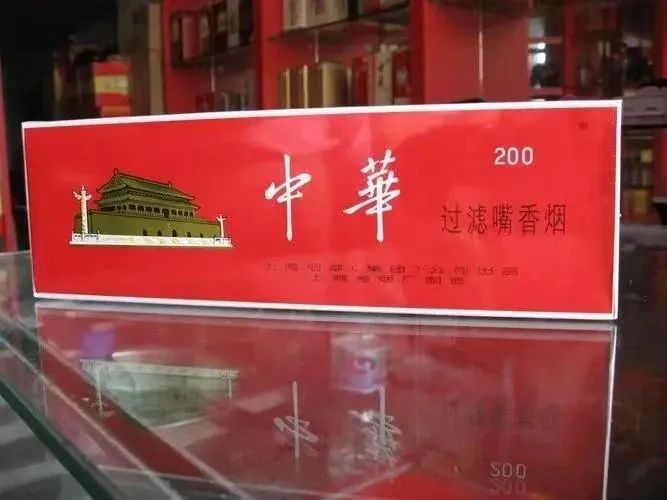 中華
200
过滤嘴香烟
上海烟草(集团)公司出品
上海卷烟厂制造